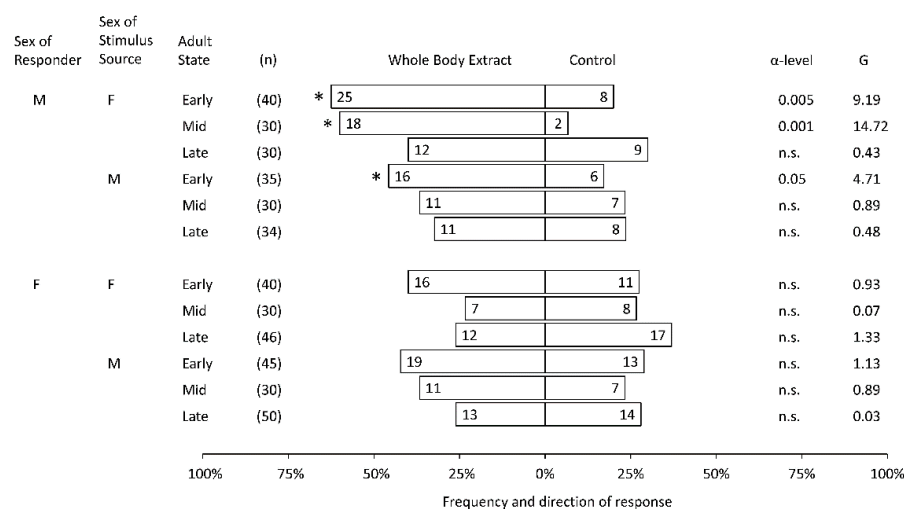 Sex of Responder Sex of Stimulus Source Adult State (n) Whole Body Extract Control α-level G
M F Early (40) * 25 8 0.005 9.19
Mid (30) * 18 2 0.001 14.72
Late (30) 12 9 n.s. 0.43
M Early (35) * 16 6 0.05 4.71
Mid (30) 11 7 n.s. 0.89
Late (34) 11 8 n.s. 0.48
F F Early (40) 16 11 n.s. 0.93
Mid (30) 7 8 n.s. 0.07
Late (46) 12 17 n.s. 1.33
M Early (45) 19 13 n.s. 1.13
Mid (30) 11 7 n.s. 0.89
Late (50) 13 14 n.s. 0.03
100% 75% 50% 25% 0% 25% 50% 75% 100%
Frequency and direction of response